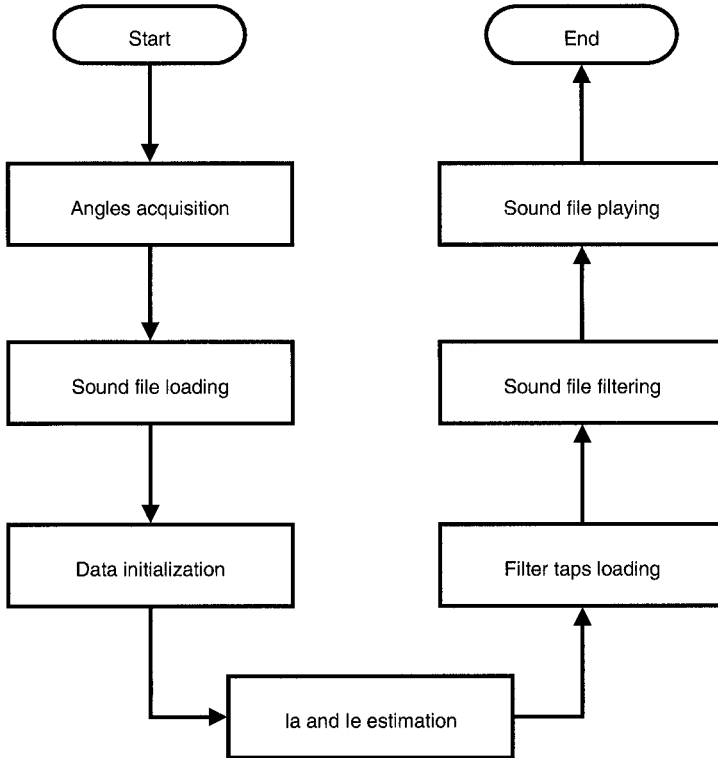 Start
Angles acquisition
Sound file loading
Data initialization
Ia and Ie estimation
Filter taps loading
Sound file filtering
Sound file playing
End